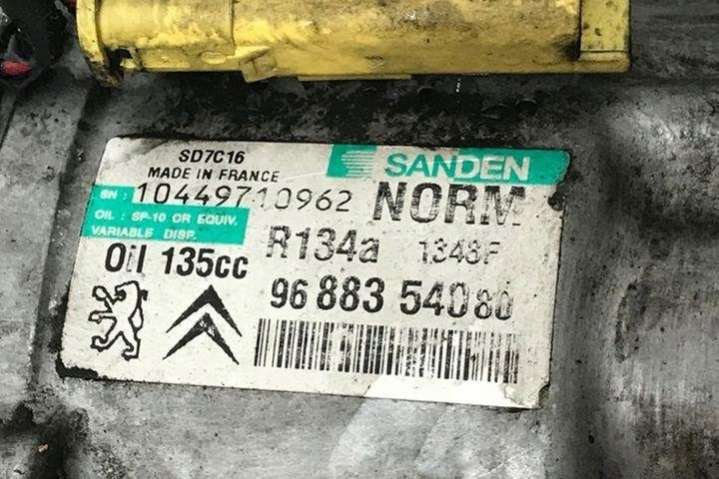 SD7C16
MADE IN FRANCE
SANDEN
SN : 10449710962
NORM
OIL : SP-10 OR EQUIV.
VARIABLE DISP.
R134a 1348F
Oil 135cc
96 883 540 80